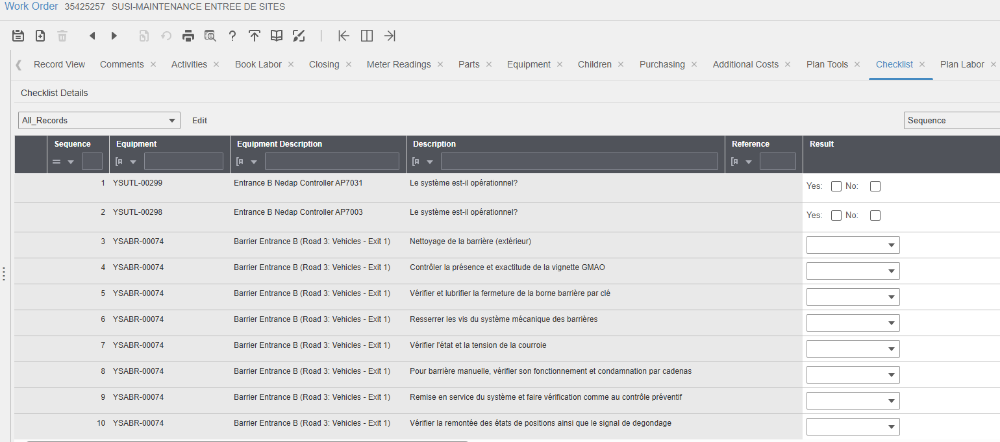 Work Order 35425257 SUSI-MAINTENANCE ENTREE DE SITES
Record View Comments Activities Book Labor Closing Meter Readings Parts Equipment Children Purchasing Additional Costs Plan Tools Checklist Plan Labor
Checklist Details
All_Records Edit Sequence
Sequence Equipment Equipment Description Description Reference Result
1 YSUTL-00299 Entrance B Nedap Controller AP7031 Le système est-il opérationnel? Yes: No:
2 YSUTL-00298 Entrance B Nedap Controller AP7003 Le système est-il opérationnel? Yes: No:
3 YSABR-00074 Barrier Entrance B (Road 3: Vehicles - Exit 1) Nettoyage de la barrière (extérieur)
4 YSABR-00074 Barrier Entrance B (Road 3: Vehicles - Exit 1) Contrôler la présence et exactitude de la vignette GMAO
5 YSABR-00074 Barrier Entrance B (Road 3: Vehicles - Exit 1) Vérifier et lubrifier la fermeture de la borne barrière par clé
6 YSABR-00074 Barrier Entrance B (Road 3: Vehicles - Exit 1) Resserrer les vis du système mécanique des barrières
7 YSABR-00074 Barrier Entrance B (Road 3: Vehicles - Exit 1) Vérifier l'état et la tension de la courroie
8 YSABR-00074 Barrier Entrance B (Road 3: Vehicles - Exit 1) Pour barrière manuelle, vérifier son fonctionnement et condamnation par cadenas
9 YSABR-00074 Barrier Entrance B (Road 3: Vehicles - Exit 1) Remise en service du système et faire vérification comme au contrôle préventif
10 YSABR-00074 Barrier Entrance B (Road 3: Vehicles - Exit 1) Vérifier la remontée des états de positions ainsi que le signal de degondage